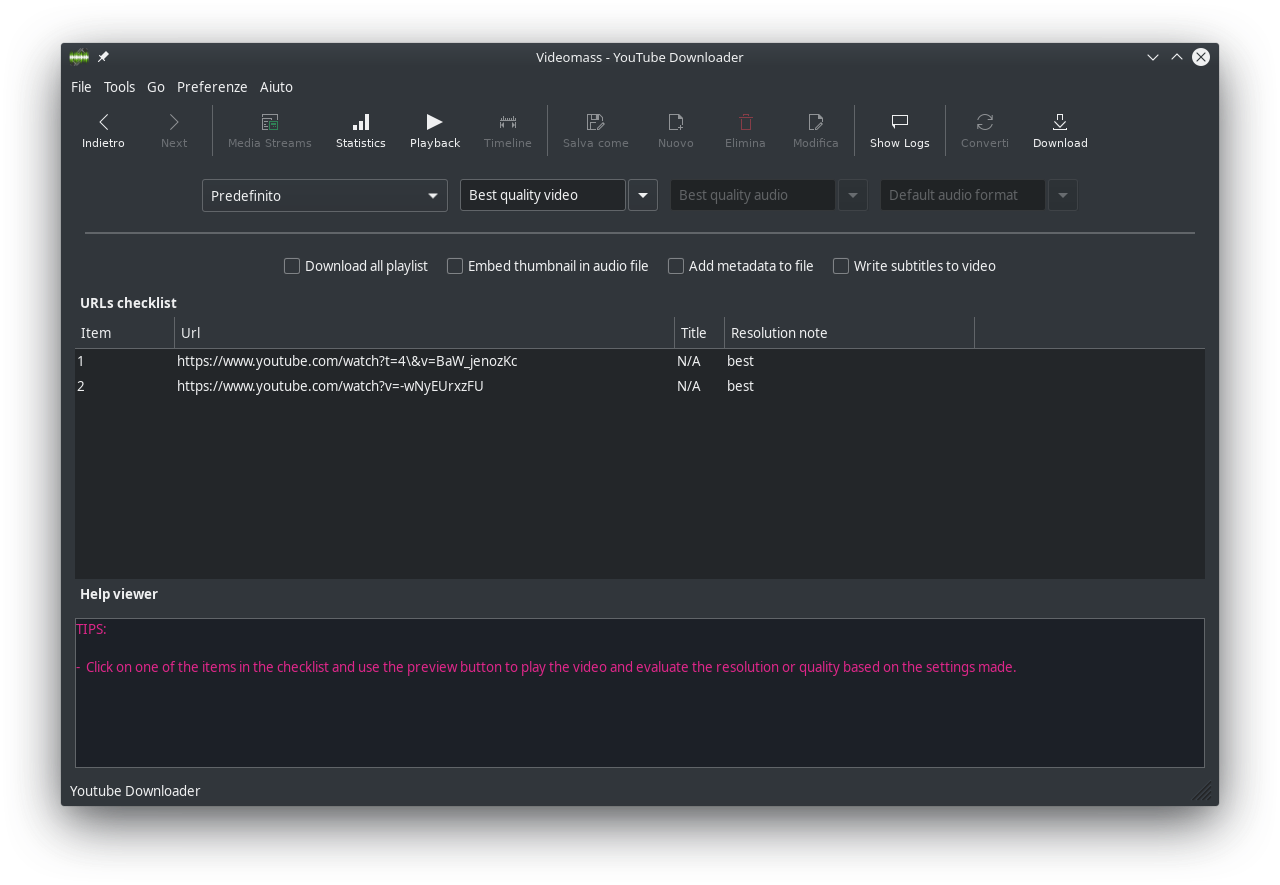 Videomass - YouTube Downloader
File Tools Go Preferenze Aiuto
Indietro Next Media Streams Statistics Playback Timeline Salva come Nuovo Elimina Modifica Show Logs Converti Download
Predefinito Best quality video Best quality audio Default audio format
Download all playlist Embed thumbnail in audio file Add metadata to file Write subtitles to video
URLs checklist
Item Url Title Resolution note
1 https://www.youtube.com/watch?t=4\&v=BaW_jenozKc N/A best
2 https://www.youtube.com/watch?v=-wNyEUrxzFU N/A best
Help viewer
TIPS:
- Click on one of the items in the checklist and use the preview button to play the video and evaluate the resolution or quality based on the settings made.
Youtube Downloader